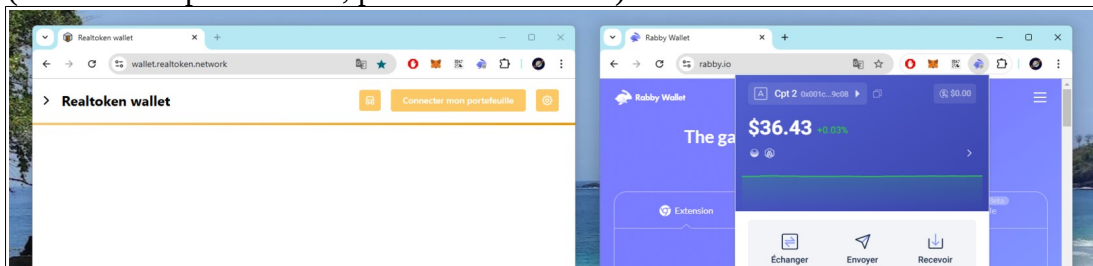 Realtoken wallet
wallet.realtoken.network
Realtoken wallet
Connecter mon portefeuille
Rabby Wallet
rabby.io
Rabby Wallet
The ga
Extension
Cpt 2 0x001c...9c08
$0.00
$36.43 +0.03%
Échanger
Envoyer
Recevoir